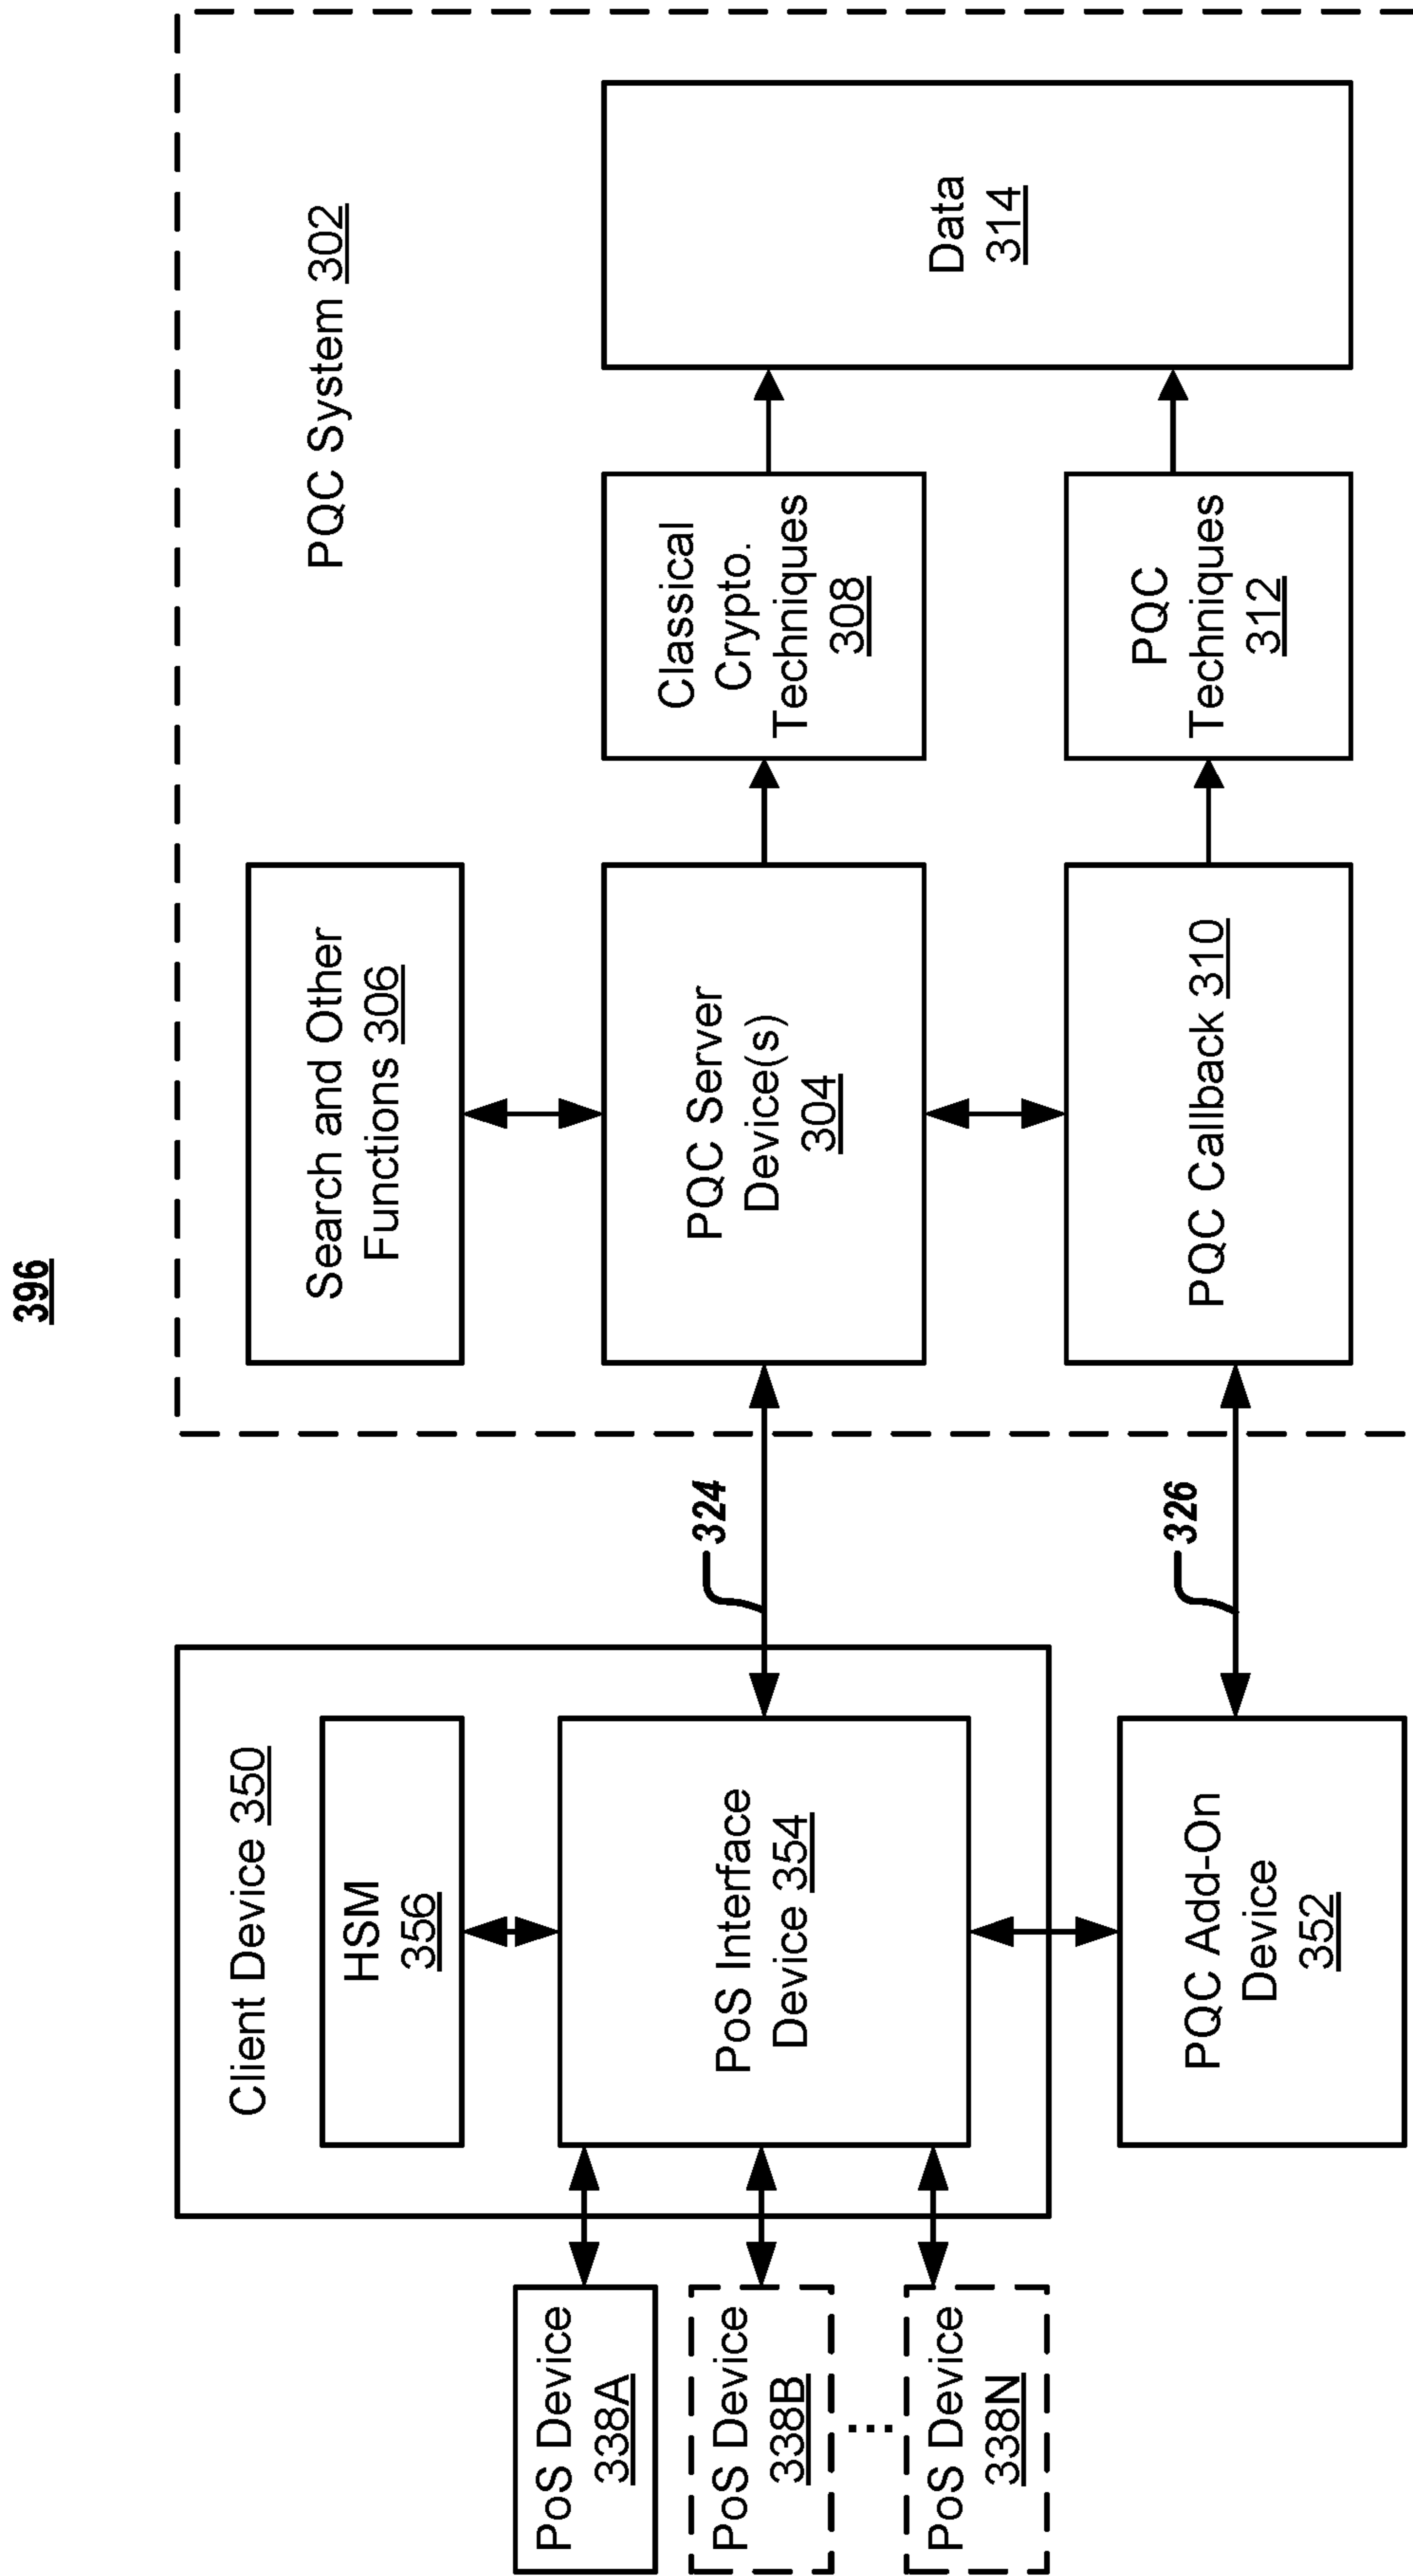 396
PQC System 302
Search and Other
Functions 306
PQC Server
Device(s)
304
Classical
Crypto.
Techniques
308
Data
314
PQC Callback 310
PQC
Techniques
312
324
326
Client Device 350
HSM
356
PoS Interface
Device 354
PQC Add-On
Device
352
PoS Device
338A
PoS Device
338B
...
PoS Device
338N